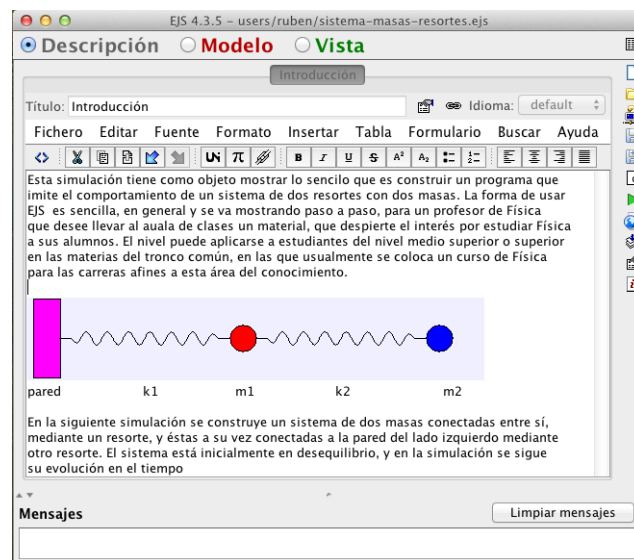 EJS 4.3.5 – users/ruben/sistema-masas-resortes.ejs
Descripción Modelo Vista
Introducción
Título: Introducción Idioma: default
Fichero Editar Fuente Formato Insertar Tabla Formulario Buscar Ayuda
Uñ π B I U S A² A₂
Esta simulación tiene como objeto mostrar lo sencilo que es construir un programa que
imite el comportamiento de un sistema de dos resortes con dos masas. La forma de usar
EJS es sencilla, en general y se va mostrando paso a paso, para un profesor de Física
que desee llevar al auala de clases un material, que despierte el interés por estudiar Física
a sus alumnos. El nivel puede aplicarse a estudiantes del nivel medio superior o superior
en las materias del tronco común, en las que usualmente se coloca un curso de Física
para las carreras afines a esta área del conocimiento.
pared k1 m1 k2 m2
En la siguiente simulación se construye un sistema de dos masas conectadas entre sí,
mediante un resorte, y éstas a su vez conectadas a la pared del lado izquierdo mediante
otro resorte. El sistema está inicialmente en desequilibrio, y en la simulación se sigue
su evolución en el tiempo
Mensajes Limpiar mensajes